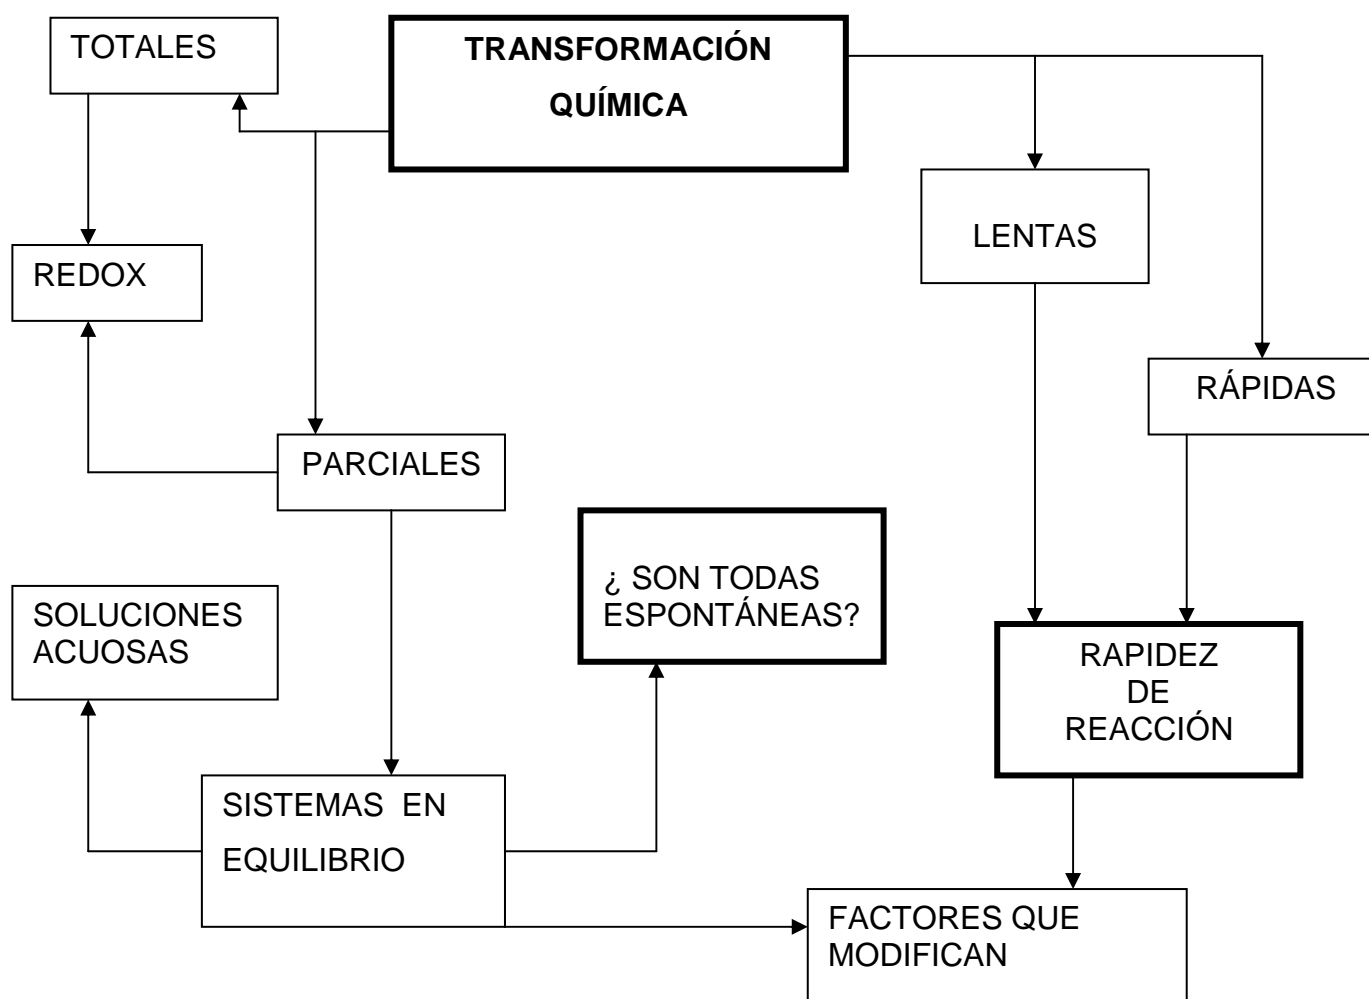 TOTALES
TRANSFORMACIÓN
QUÍMICA
LENTAS
REDOX
RÁPIDAS
PARCIALES
¿ SON TODAS
ESPONTÁNEAS?
SOLUCIONES
ACUOSAS
RAPIDEZ
DE
REACCIÓN
SISTEMAS EN
EQUILIBRIO
FACTORES QUE
MODIFICAN